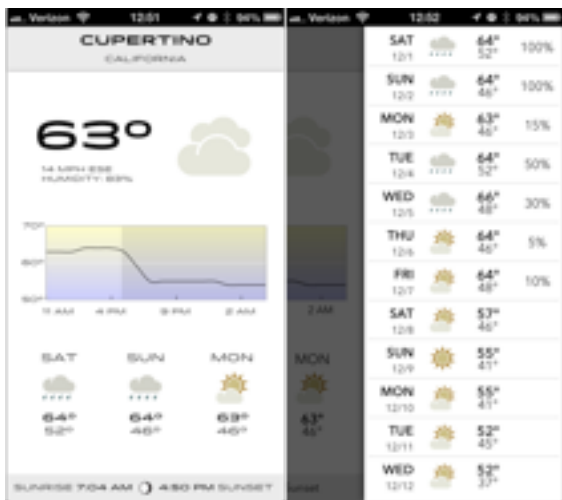 Verizon 12:51 94%
CUPERTINO
CALIFORNIA
63°
14 MPH ESE
HUMIDITY: 83%
70°
60°
50°
11 AM 4 PM 9 PM 2 AM
SAT SUN MON
64° 64° 63°
52° 46° 46°
SUNRISE 7:04 AM 4:50 PM SUNSET
Verizon 12:52 94%
2 AM
MON
63°
46°
Sunset
SAT 64° 100%
12/1 52°
SUN 64° 100%
12/2 46°
MON 63° 15%
12/3 46°
TUE 64° 50%
12/4 52°
WED 66° 30%
12/5 48°
THU 64° 5%
12/6 46°
FRI 64° 10%
12/7 48°
SAT 57°
12/8 46°
SUN 55°
12/9 41°
MON 55°
12/10 41°
TUE 52°
12/11 45°
WED 52°
12/12 37°